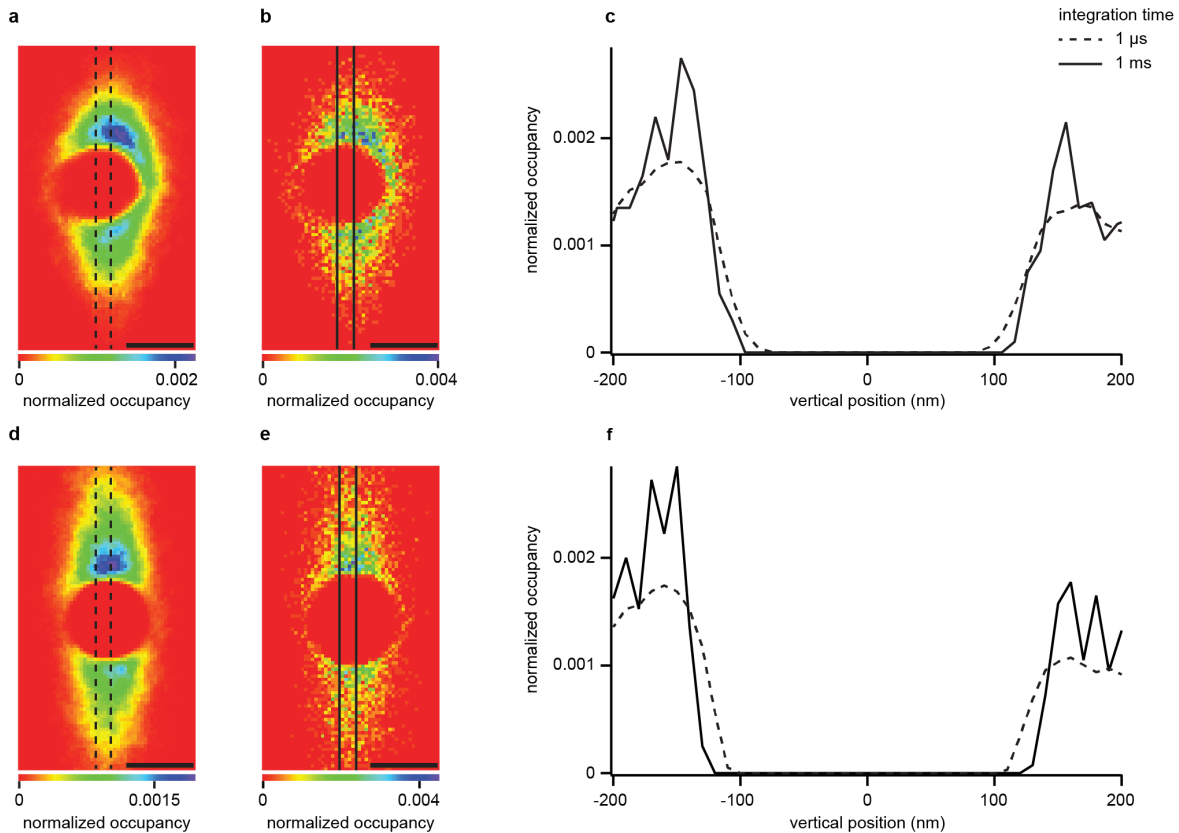 a
b
c
integration time
1 µs
1 ms
normalized occupancy
0.002
0.001
0
-200
-100
0
100
200
vertical position (nm)
0
0.002
normalized occupancy
0
0.004
normalized occupancy
d
e
f
normalized occupancy
0.002
0.001
0
-200
-100
0
100
200
vertical position (nm)
0
0.0015
normalized occupancy
0
0.004
normalized occupancy